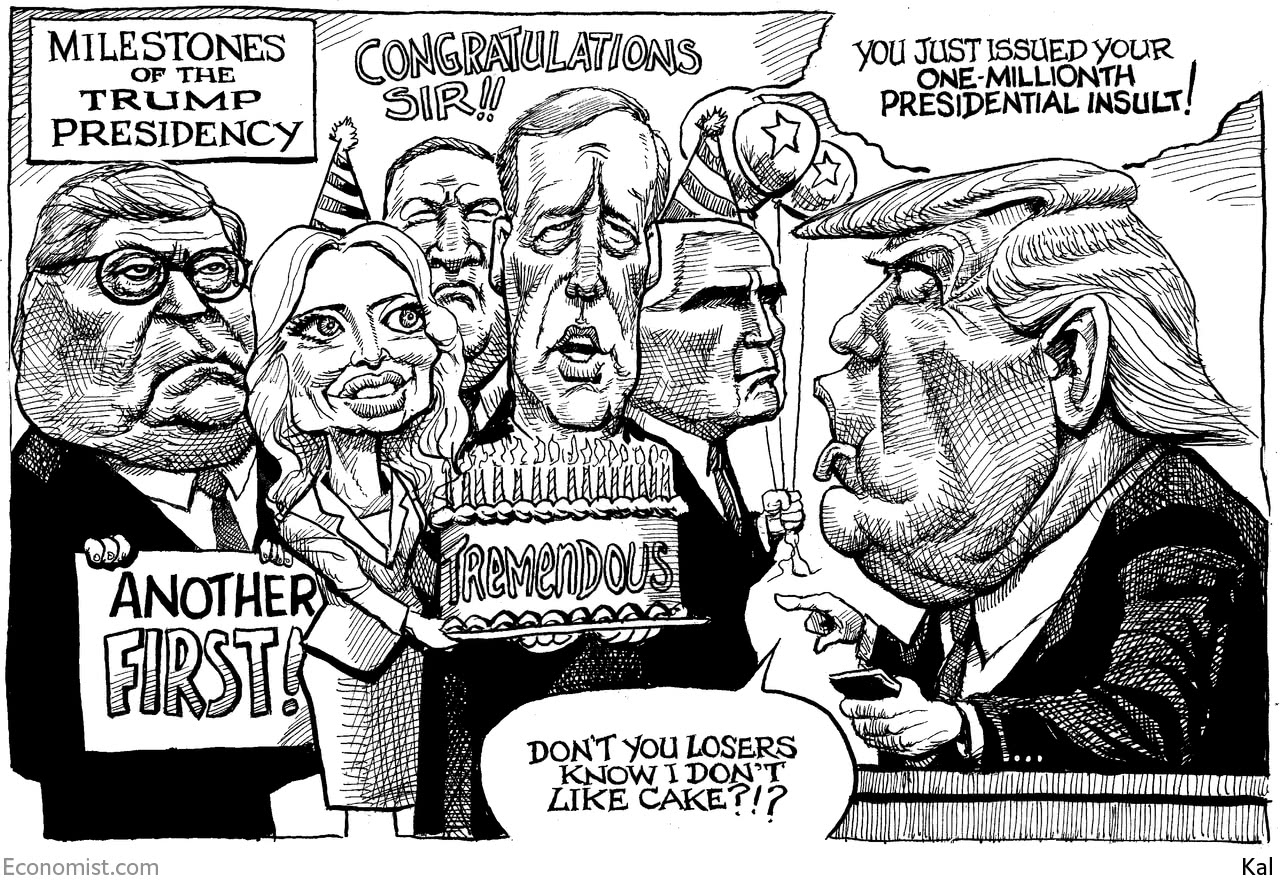 MILESTONES
OF THE
TRUMP
PRESIDENCY
CONGRATULATIONS
SIR!!
YOU JUST ISSUED YOUR
ONE-MILLIONTH
PRESIDENTIAL INSULT!
TREMENDOUS
ANOTHER
FIRST!
DON'T YOU LOSERS
KNOW I DON'T
LIKE CAKE?!?
Economist.com
Kal